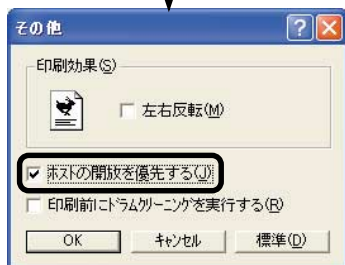 その他
印刷効果(S)
左右反転(M)
ホストの開放を優先する(J)
印刷前にドラムクリーニングを実行する(R)
OK キャンセル 標準(D)